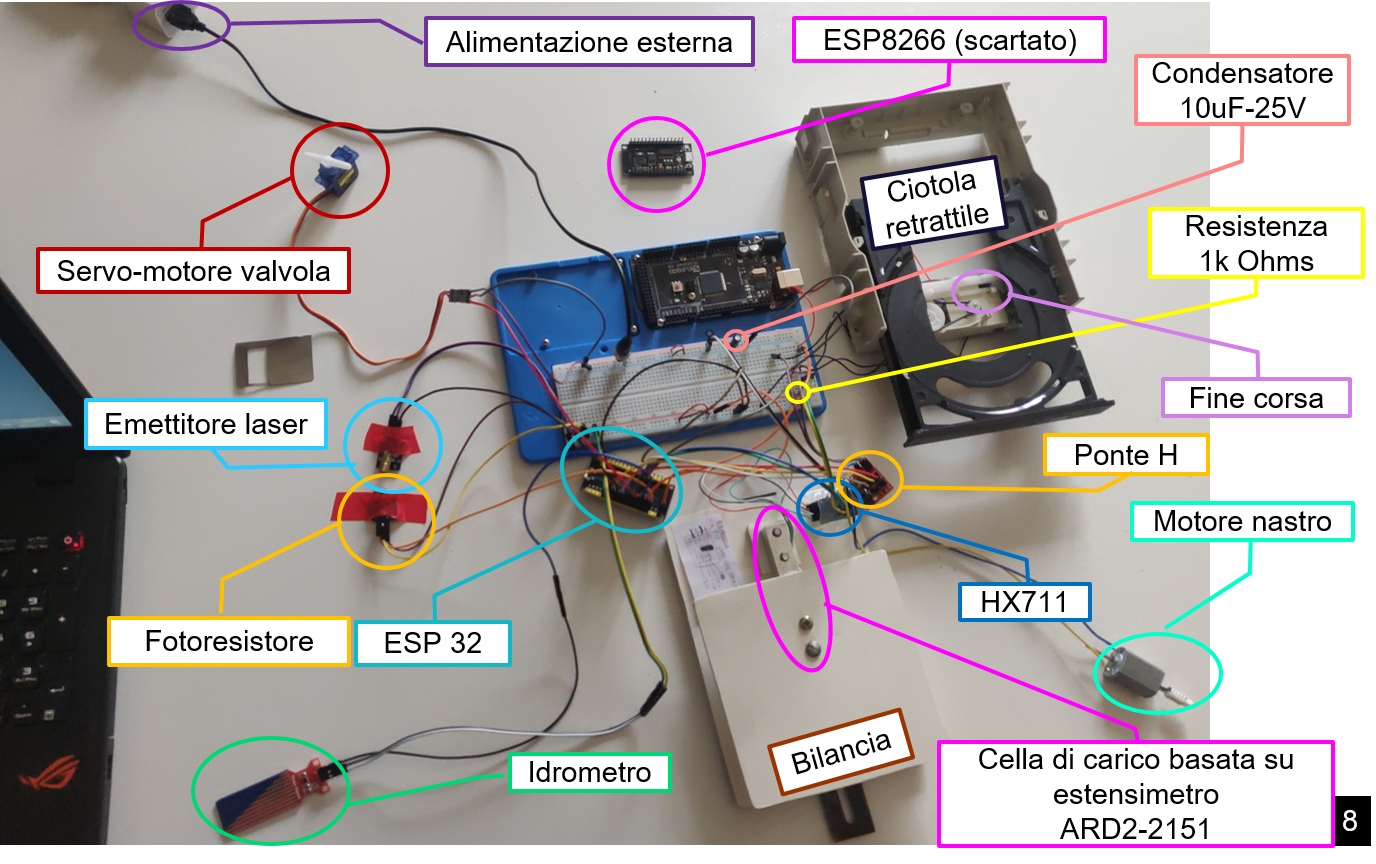 Alimentazione esterna
ESP8266 (scartato)
Condensatore
10uF-25V
Ciotola
retrattile
Resistenza
1k Ohms
Servo-motore valvola
Fine corsa
Emettitore laser
Ponte H
Motore nastro
HX711
Fotoresistore
ESP 32
Bilancia
Idrometro
Cella di carico basata su
estensimetro
ARD2-2151
8